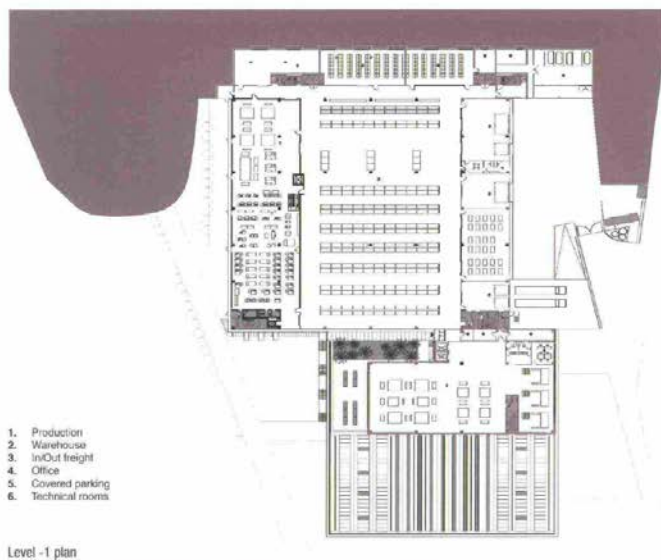 1. Production
2. Warehouse
3. In/Out freight
4. Office
5. Covered parking
6. Technical rooms
Level -1 plan